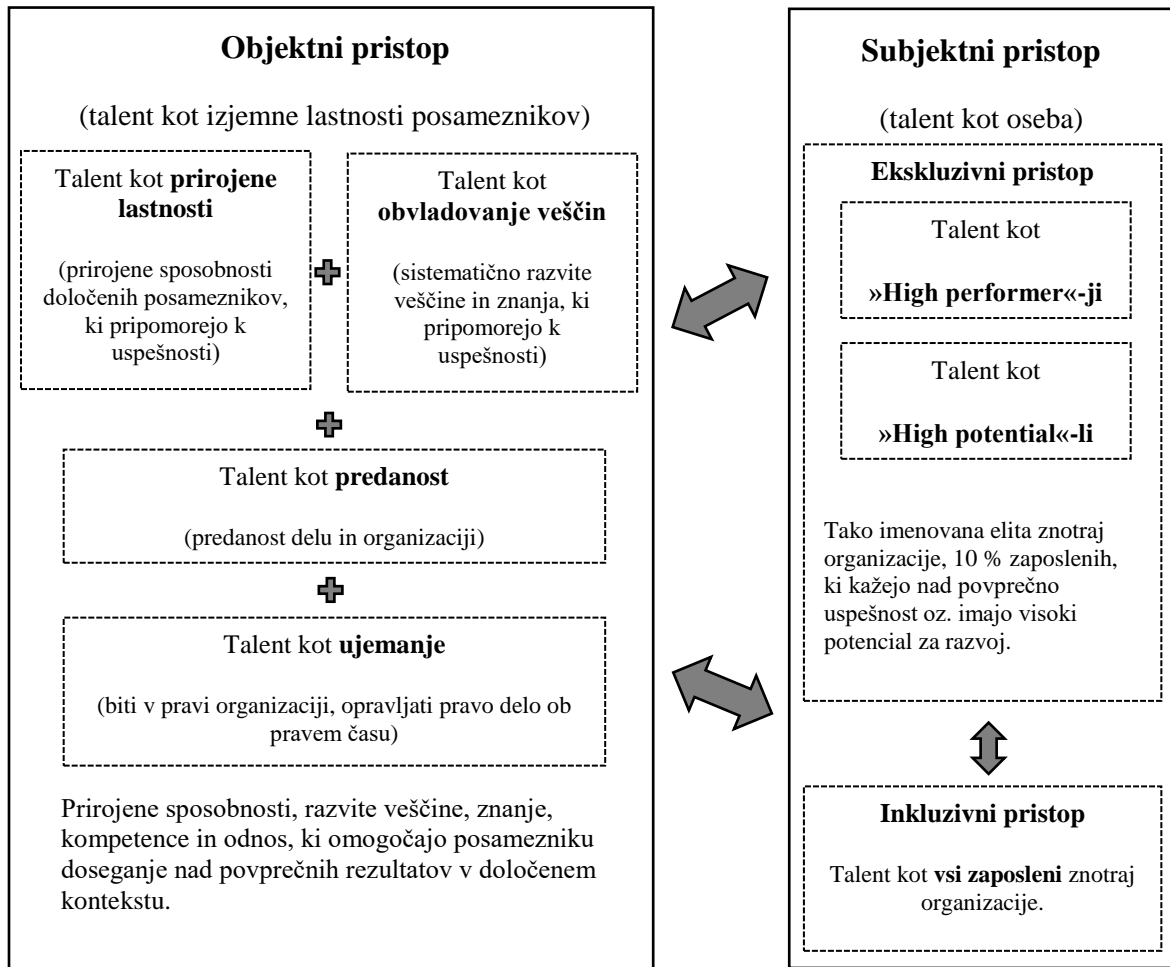 Objektni pristop
(talent kot izjemne lastnosti posameznikov)
Talent kot prirojene
lastnosti
(prirojene sposobnosti
določenih posameznikov,
ki pripomorejo k
uspešnosti)
Talent kot
obvladovanje veščin
(sistematično razvite
veščine in znanja, ki
pripomorejo k
uspešnosti)
Talent kot predanost
(predanost delu in organizaciji)
Talent kot ujemanje
(biti v pravi organizaciji, opravljati pravo delo ob
pravem času)
Prirojene sposobnosti, razvite veščine, znanje,
kompetence in odnos, ki omogočajo posamezniku
doseganje nad povprečnih rezultatov v določenem
kontekstu.
Subjektni pristop
(talent kot oseba)
Ekskluzivni pristop
Talent kot
»High performer«-ji
Talent kot
»High potential«-li
Tako imenovana elita znotraj
organizacije, 10 % zaposlenih,
ki kažejo nad povprečno
uspešnost oz. imajo visoki
potencial za razvoj.
Inkluzivni pristop
Talent kot vsi zaposleni znotraj
organizacije.